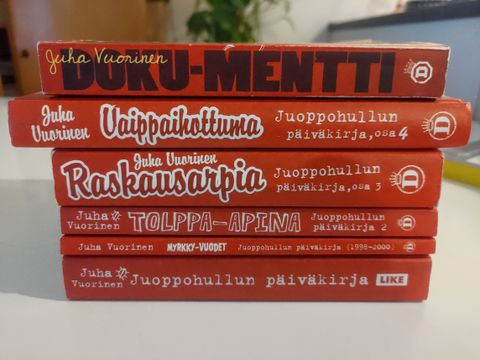 Juha Vuorinen
DOKU-MENTTI
D
Juha
Vuorinen
Vaippaihottuma
Juoppohullun
päiväkirja, osa 4
D
Juha Vuorinen
Raskausarpia
Juoppohullun
päiväkirja, osa 3
D
Juha
Vuorinen
TOLPPA-APINA
Juoppohullun
päiväkirja 2
D
Juha Vuorinen
MYRKKY-VUODET
Juoppohullun päiväkirja (1998-2000)
D
Juha
Vuorinen
Juoppohullun päiväkirja
LIKE